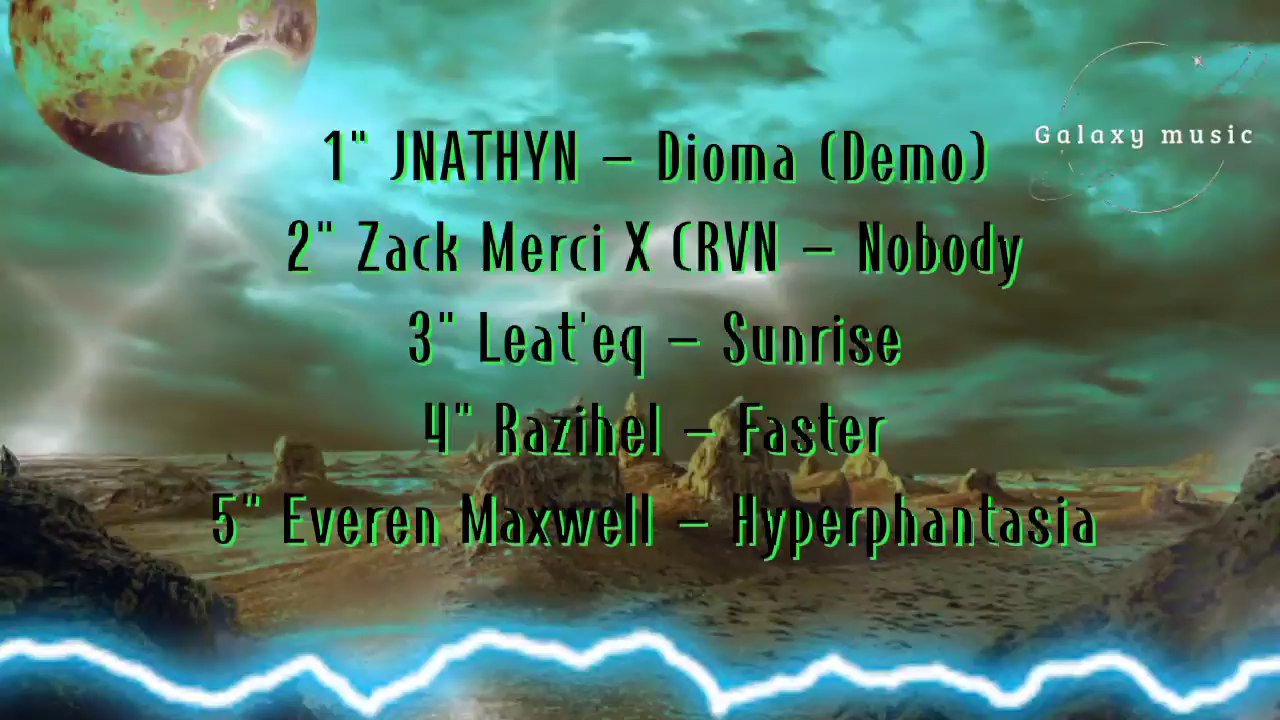 1" JNATHYN – Dioma (Demo)
Galaxy music
2" Zack Merci X CRVN – Nobody
3" Leat'eq – Sunrise
4" Razihel – Faster
5" Everen Maxwell – Hyperphantasia